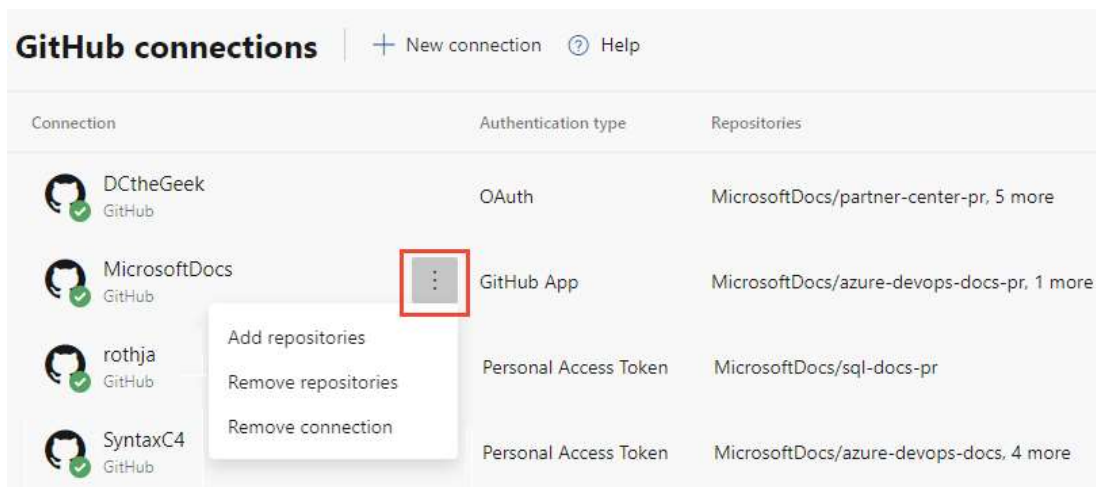 GitHub connections
New connection
Help
Connection Authentication type Repositories
DCtheGeek
GitHub
OAuth
MicrosoftDocs/partner-center-pr, 5 more
MicrosoftDocs
GitHub
GitHub App
MicrosoftDocs/azure-devops-docs-pr, 1 more
Add repositories
Remove repositories
Remove connection
rothja
GitHub
Personal Access Token
MicrosoftDocs/sql-docs-pr
SyntaxC4
GitHub
Personal Access Token
MicrosoftDocs/azure-devops-docs, 4 more